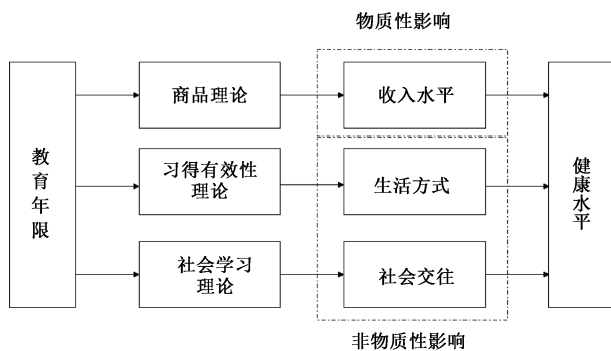 物质性影响
教育年限
商品理论
收入水平
习得有效性
理论
生活方式
社会学习
理论
社会交往
健康水平
非物质性影响